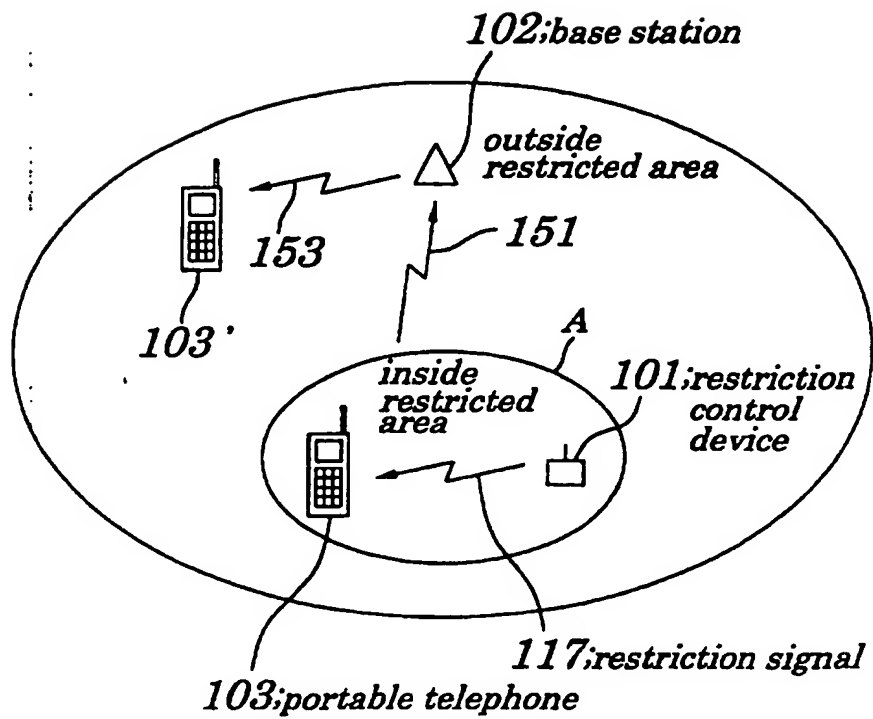 102;base station
outside
restricted area
153
151
103'
A
inside
restricted
area
101;restriction
control
device
117;restriction signal
103;portable telephone